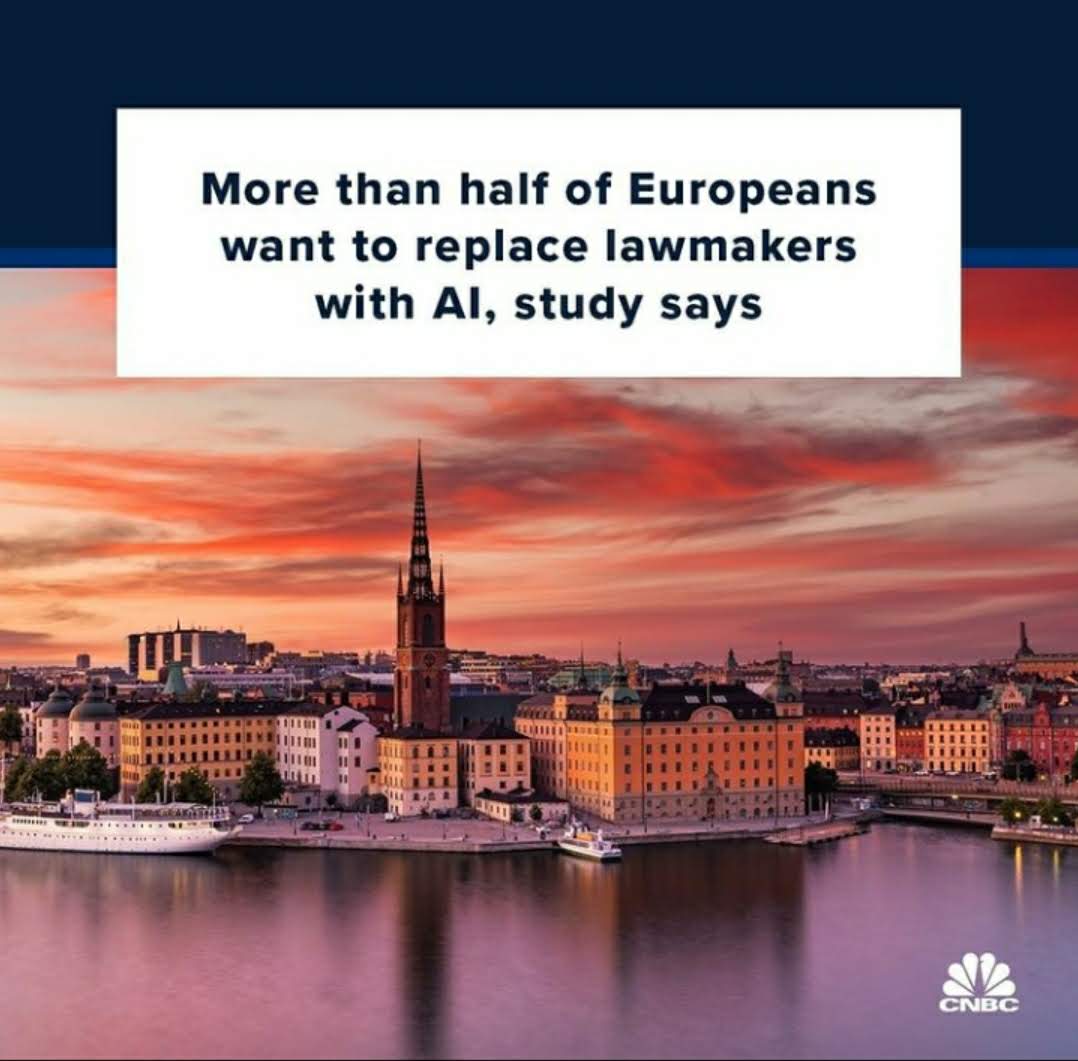 More than half of Europeans
want to replace lawmakers
with AI, study says
CNBC